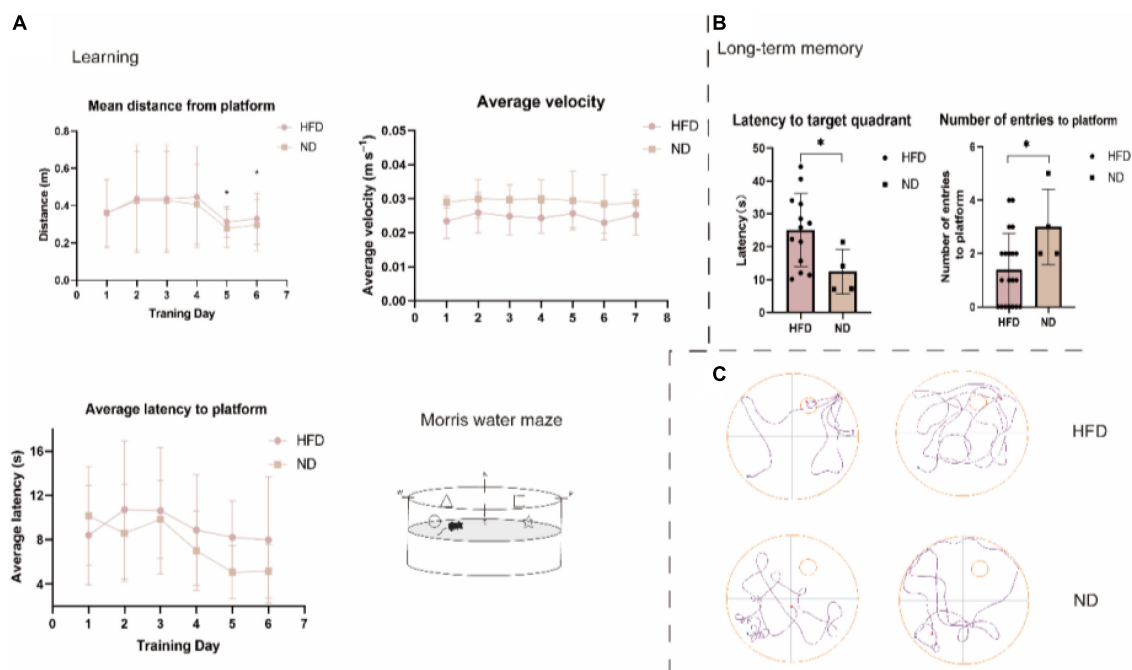 A
Learning
Mean distance from platform
HFD
ND
Distance (m)
0.8
0.6
0.4
0.2
0.0
* *
0 1 2 3 4 5 6 7
Traning Day
Average velocity
HFD
ND
Average velocity (m s⁻¹)
0.05
0.04
0.03
0.02
0.01
0.00
0 1 2 3 4 5 6 7 8
Average latency to platform
HFD
ND
Average latency (s)
16
12
8
4
0 1 2 3 4 5 6 7
Training Day
Morris water maze
N
W
B
Long-term memory
Latency to target quadrant
*
HFD
ND
Latency (s)
50
40
30
20
10
0
HFD ND
Number of entries to platform
*
HFD
ND
Number of entries
to platform
6
4
2
0
HFD ND
C
HFD
ND